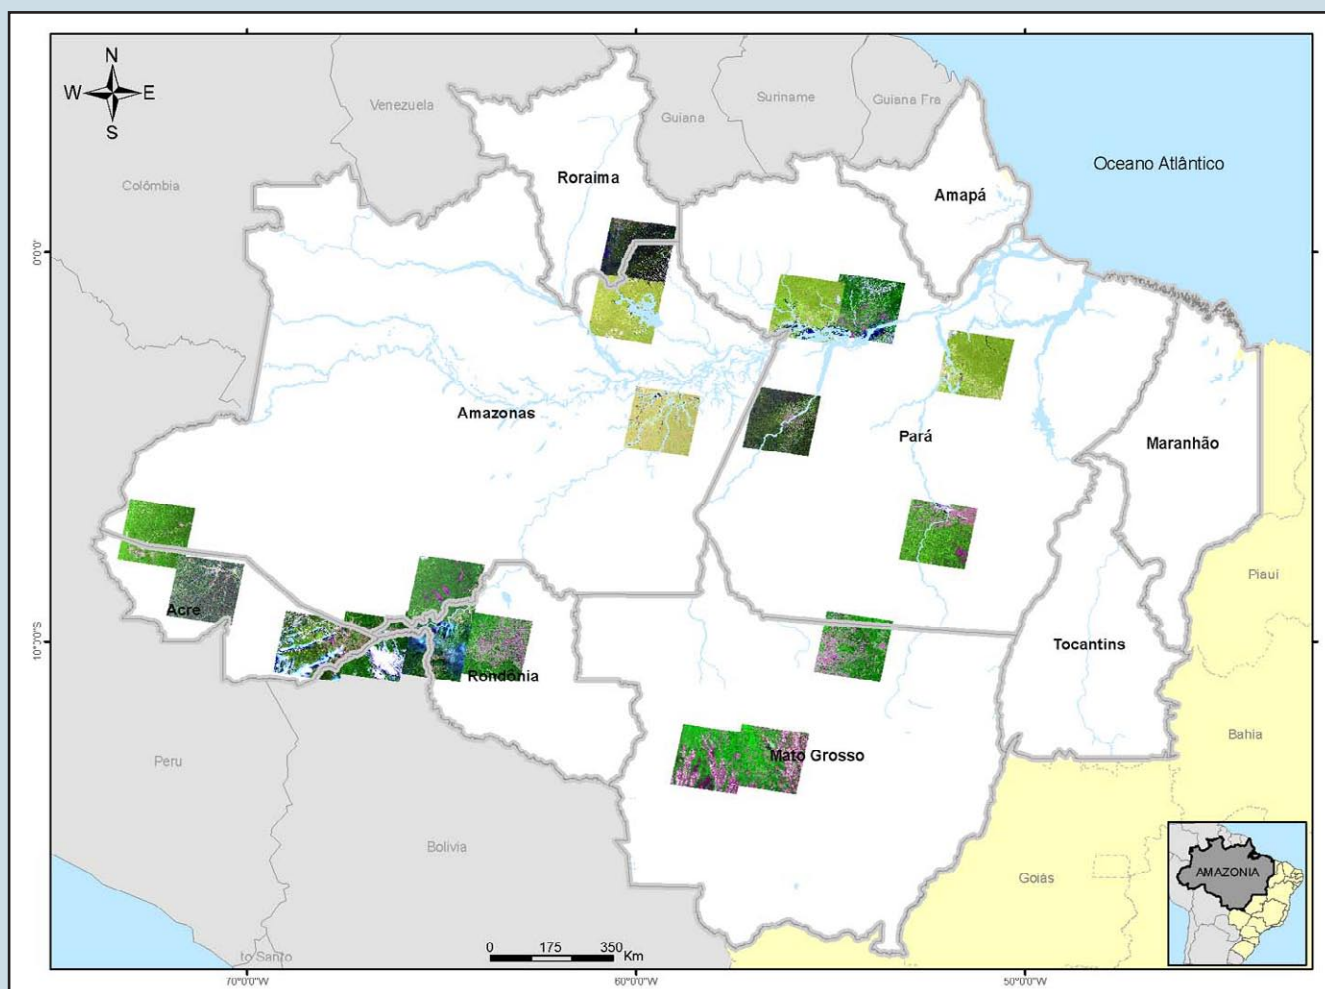 N
W E
S
Venezuela
Suriname
Guiana Fra
Guiana
Oceano Atlântico
Colômbia
Roraima
Amapá
0°0'0"
Amazonas
Pará
Maranhão
Piauí
Acre
10°0'0"S
Tocantins
Rondônia
Bahia
Mato Grosso
Peru
Bolivia
AMAZONIA
Goiás
0 175 350
Km
to Santo
70°0'0"W
60°0'0"W
50°0'0"W